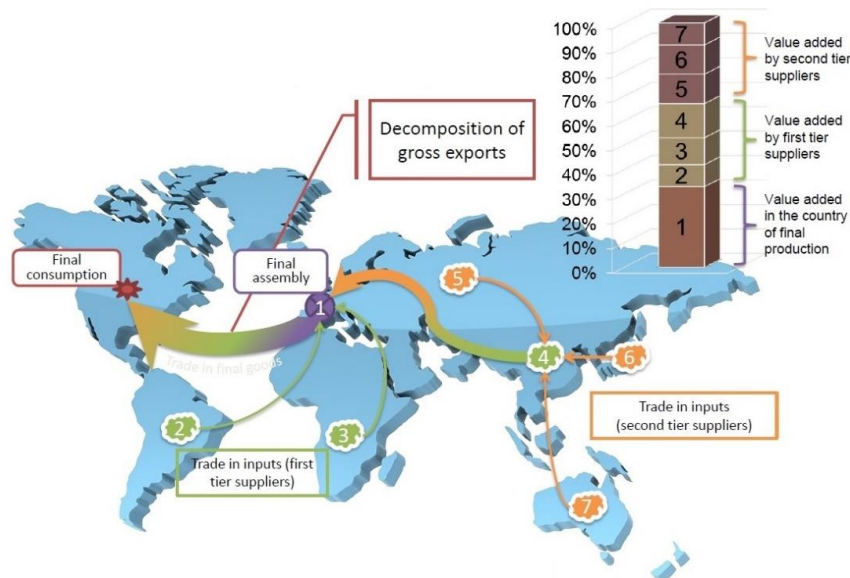 100%
90%
80%
70%
60%
50%
40%
30%
20%
10%
0%
7
6
5
4
3
2
1
Value added
by second tier
suppliers
Value added
by first tier
suppliers
Value added
in the country
of final
production
Decomposition of
gross exports
Final
consumption
Final
assembly
1
5
4
6
Trade in final goods
2
3
7
Trade in inputs (first
tier suppliers)
Trade in inputs
(second tier suppliers)